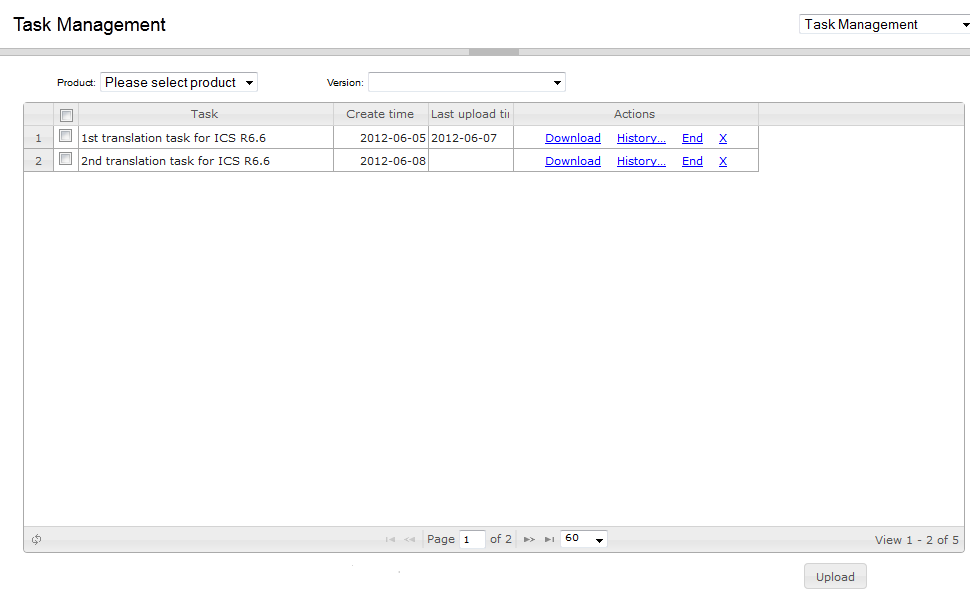 Task Management Task Management
Product: Please select product Version:
Task Create time Last upload ti Actions
1 1st translation task for ICS R6.6 2012-06-05 2012-06-07 Download History... End X
2 2nd translation task for ICS R6.6 2012-06-08 Download History... End X
Page 1 of 2 60 View 1 - 2 of 5
Upload